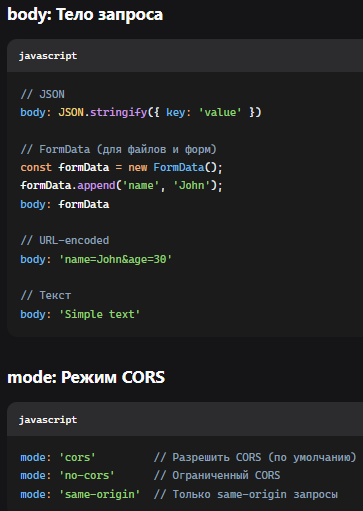 body: Тело запроса
javascript
// JSON
body: JSON.stringify({ key: 'value' })
// FormData (для файлов и форм)
const formData = new FormData();
formData.append('name', 'John');
body: formData
// URL-encoded
body: 'name=John&age=30'
// Текст
body: 'Simple text'
mode: Режим CORS
javascript
mode: 'cors' // Разрешить CORS (по умолчанию)
mode: 'no-cors' // Ограниченный CORS
mode: 'same-origin' // Только same-origin запросы